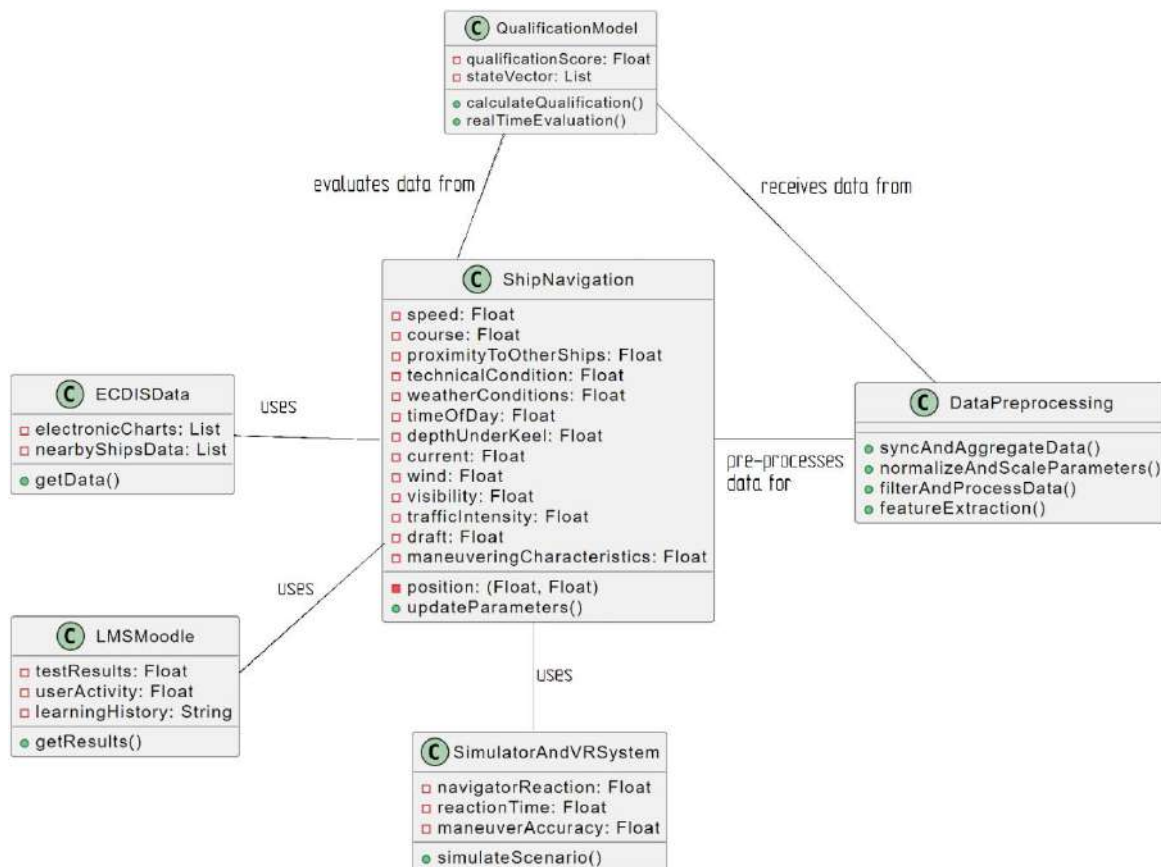 C QualificationModel
qualificationScore: Float
stateVector: List
calculateQualification()
realTimeEvaluation()
evaluates data from
receives data from
C ShipNavigation
speed: Float
course: Float
proximityToOtherShips: Float
technicalCondition: Float
weatherConditions: Float
timeOfDay: Float
depthUnderKeel: Float
current: Float
wind: Float
visibility: Float
trafficIntensity: Float
draft: Float
maneuveringCharacteristics: Float
position: (Float, Float)
updateParameters()
C ECDISData
electronicCharts: List
nearbyShipsData: List
getData()
uses
C DataPreprocessing
syncAndAggregateData()
normalizeAndScaleParameters()
filterAndProcessData()
featureExtraction()
pre-processes
data for
C LMSMoodle
testResults: Float
userActivity: Float
learningHistory: String
getResults()
uses
uses
C SimulatorAndVRSystem
navigatorReaction: Float
reactionTime: Float
maneuverAccuracy: Float
simulateScenario()